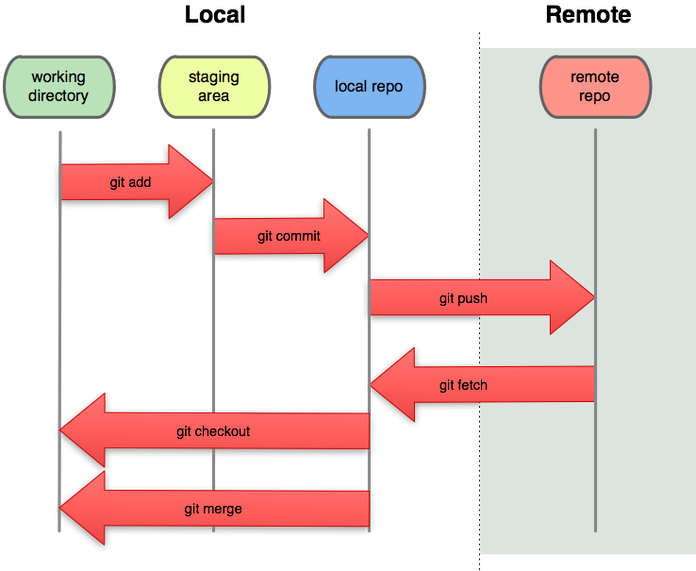 Local
Remote
working
directory
staging
area
local repo
remote
repo
git add
git commit
git push
git fetch
git checkout
git merge